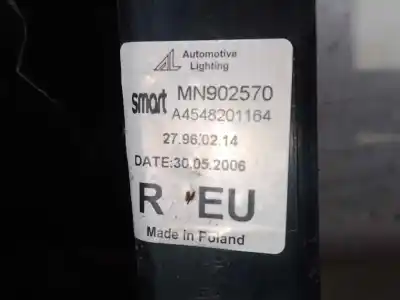 Automotive
Lighting
smart MN902570
A4548201164
27.96.02.14
DATE:30.05.2006
R EU
Made in Poland